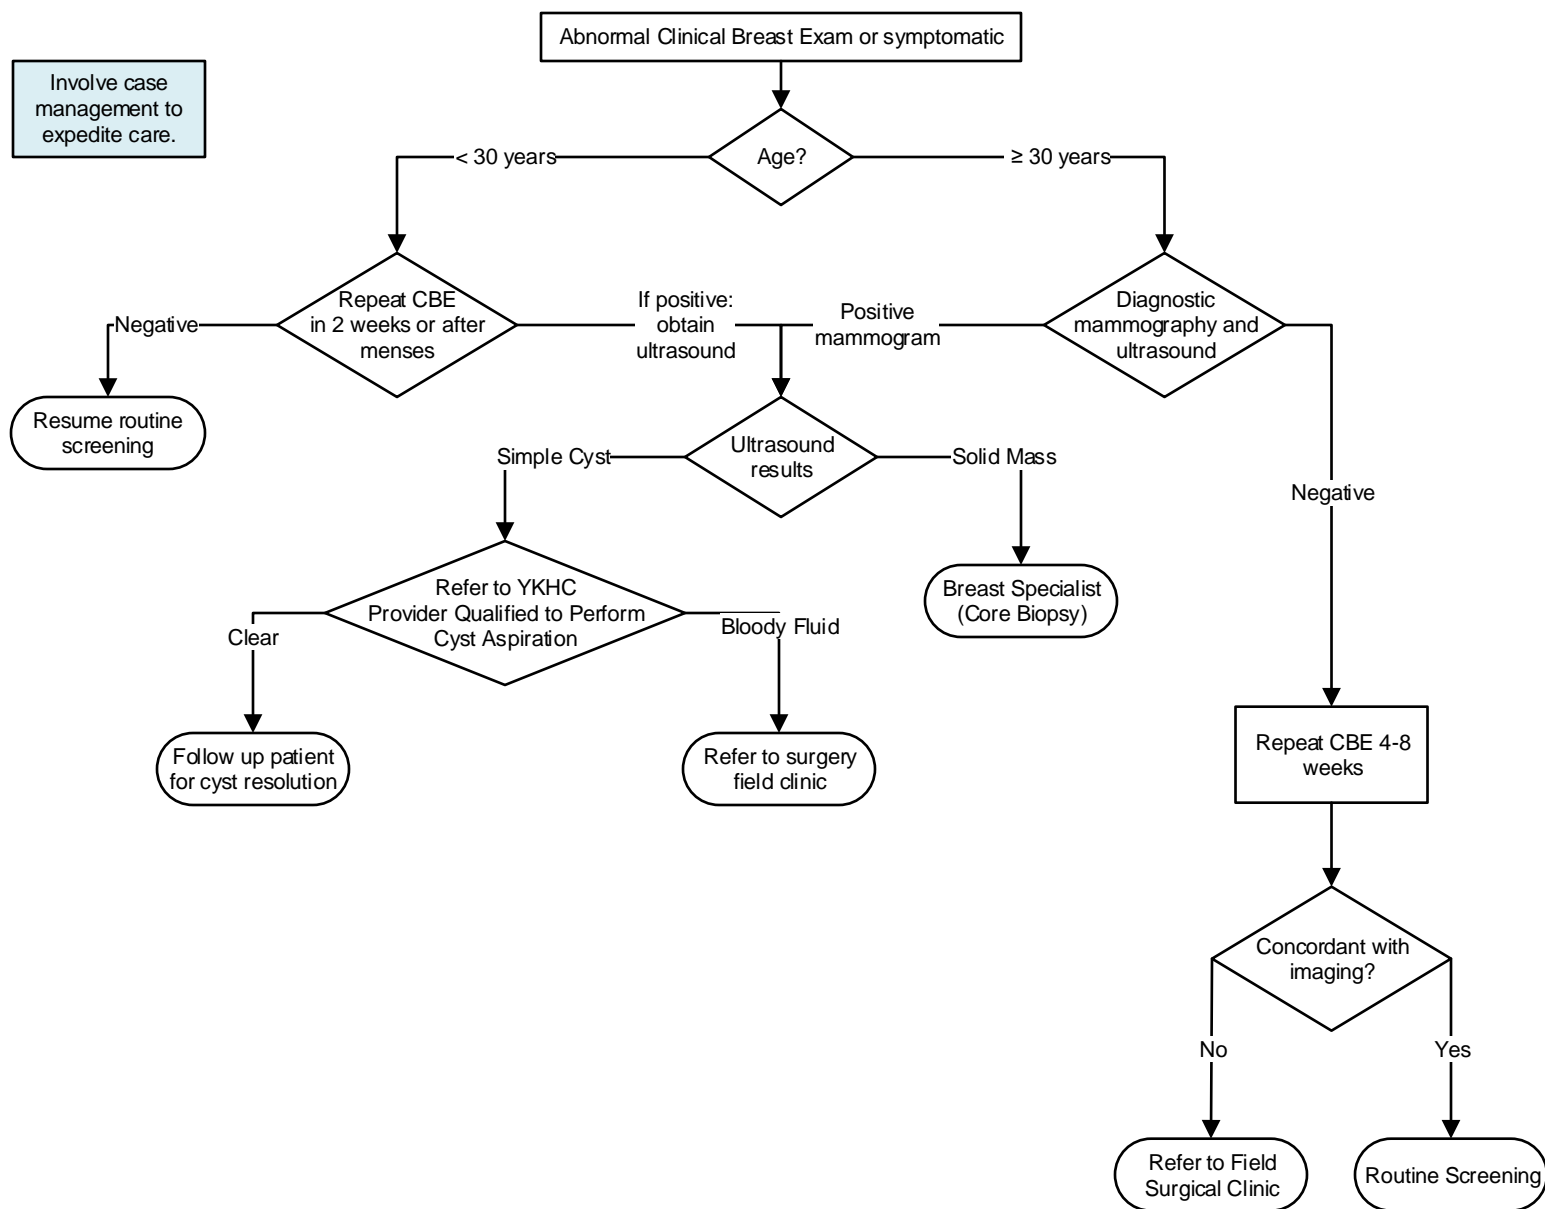 Abnormal Clinical Breast Exam or symptomatic
Involve case
management to
expedite care.
Age?
< 30 years
≥ 30 years
Repeat CBE
in 2 weeks or after
menses
Negative
If positive:
obtain
ultrasound
Positive
mammogram
Diagnostic
mammography and
ultrasound
Resume routine
screening
Ultrasound
results
Simple Cyst
Solid Mass
Negative
Refer to YKHC
Provider Qualified to Perform
Cyst Aspiration
Breast Specialist
(Core Biopsy)
Clear
Bloody Fluid
Follow up patient
for cyst resolution
Refer to surgery
field clinic
Repeat CBE 4-8
weeks
Concordant with
imaging?
No
Yes
Refer to Field
Surgical Clinic
Routine Screening